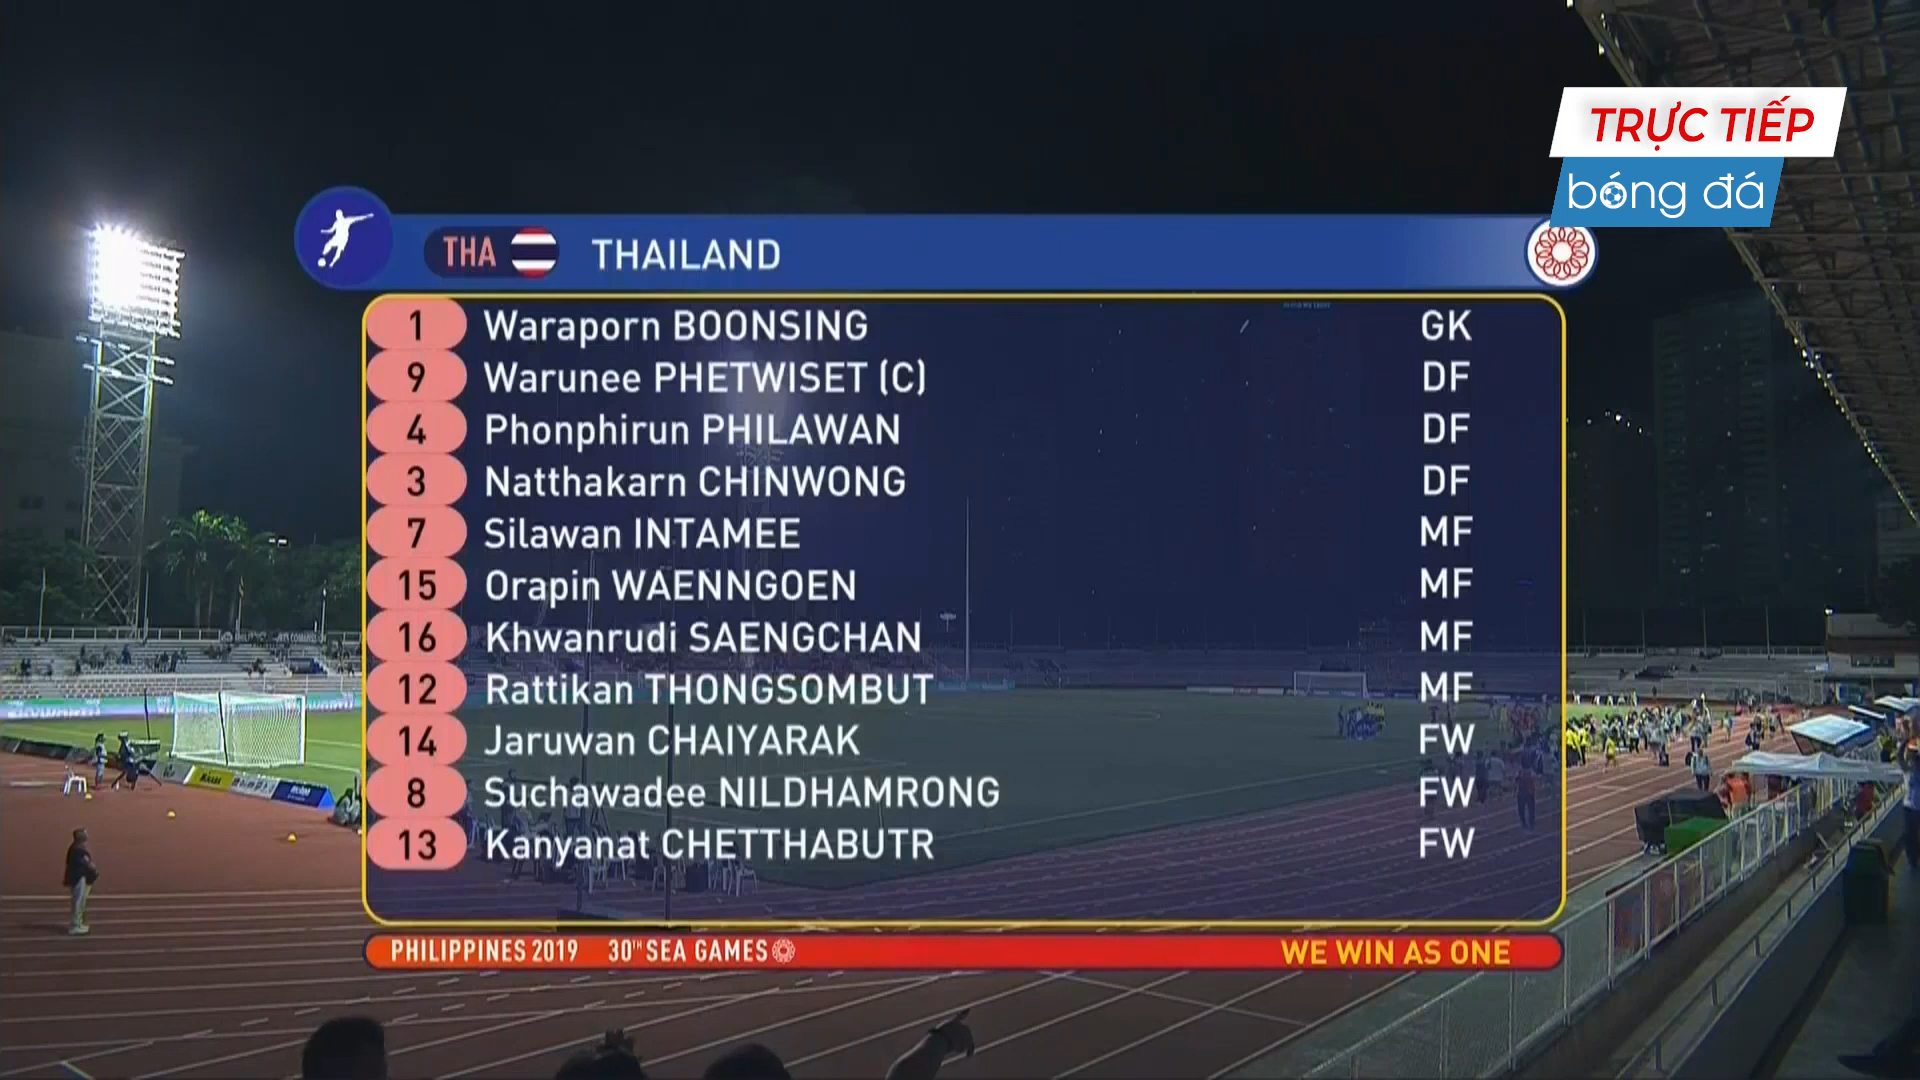 TRỰC TIẾP
bóng đá
THA THAILAND
1 Waraporn BOONSING GK
9 Warunee PHETWISET (C) DF
4 Phonphirun PHILAWAN DF
3 Natthakarn CHINWONG DF
7 Silawan INTAMEE MF
15 Orapin WAENNGOEN MF
16 Khwanrudi SAENGCHAN MF
12 Rattikan THONGSOMBUT MF
14 Jaruwan CHAIYARAK FW
8 Suchawadee NILDHAMRONG FW
13 Kanyanat CHETTHABUTR FW
PHILIPPINES 2019 30TH SEA GAMES WE WIN AS ONE